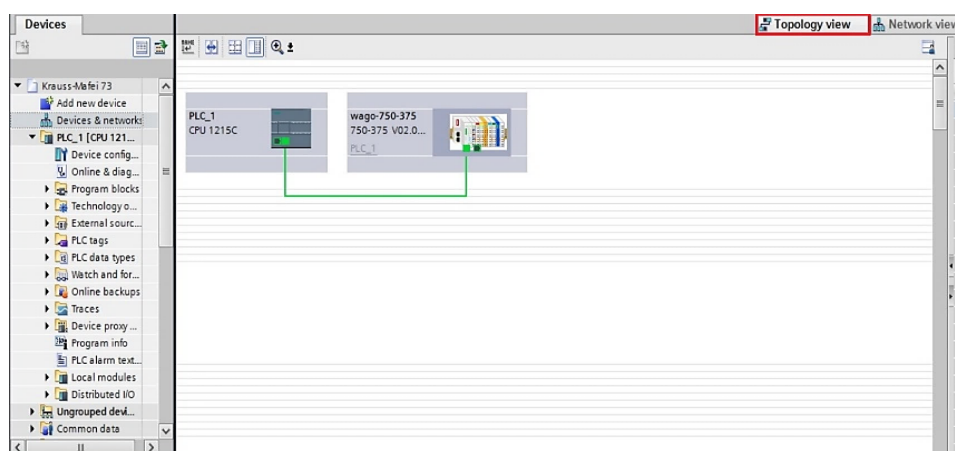 Devices
Topology view
Network view
Krauss-Mafei 73
Add new device
Devices & networks
PLC_1 [CPU 121...
Device config...
Online & diag...
Program blocks
Technology o...
External sourc...
PLC tags
PLC data types
Watch and for...
Online backups
Traces
Device proxy ...
Program info
PLC alarm text...
Local modules
Distributed I/O
Ungrouped devi...
Common data
PLC_1
CPU 1215C
wago-750-375
750-375 V02.0...
PLC_1